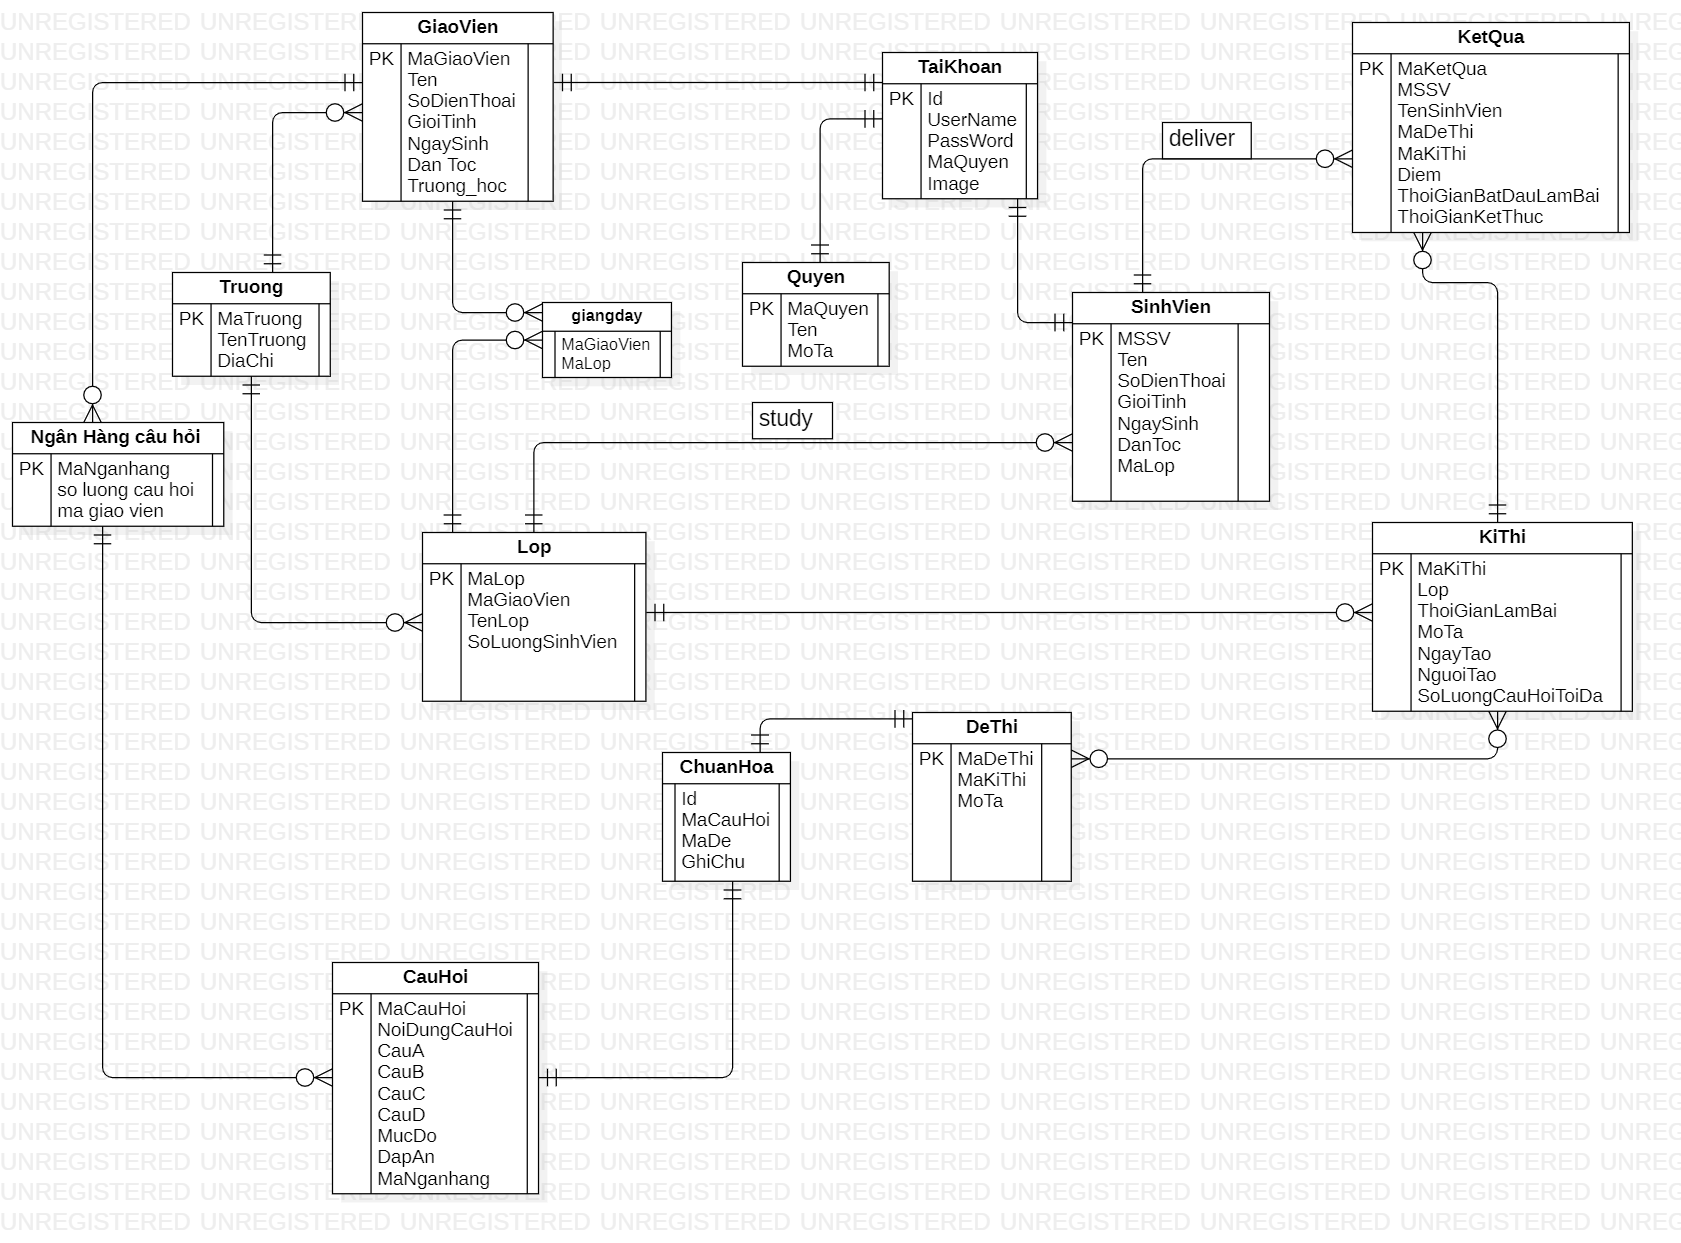 GiaoVien
PK
MaGiaoVien
Ten
SoDienThoai
GioiTinh
NgaySinh
Dan Toc
Truong_hoc
TaiKhoan
PK
Id
UserName
PassWord
MaQuyen
Image
KetQua
PK
MaKetQua
MSSV
TenSinhVien
MaDeThi
MaKiThi
Diem
ThoiGianBatDauLamBai
ThoiGianKetThuc
deliver
Truong
PK
MaTruong
TenTruong
DiaChi
giangday
MaGiaoVien
MaLop
Quyen
PK
MaQuyen
Ten
MoTa
SinhVien
PK
MSSV
Ten
SoDienThoai
GioiTinh
NgaySinh
DanToc
MaLop
study
Ngân Hàng câu hỏi
PK
MaNganhang
so luong cau hoi
ma giao vien
Lop
PK
MaLop
MaGiaoVien
TenLop
SoLuongSinhVien
KiThi
PK
MaKiThi
Lop
ThoiGianLamBai
MoTa
NgayTao
NguoiTao
SoLuongCauHoiToiDa
ChuanHoa
Id
MaCauHoi
MaDe
GhiChu
DeThi
PK
MaDeThi
MaKiThi
MoTa
CauHoi
PK
MaCauHoi
NoiDungCauHoi
CauA
CauB
CauC
CauD
MucDo
DapAn
MaNganhang
UNREGISTERED